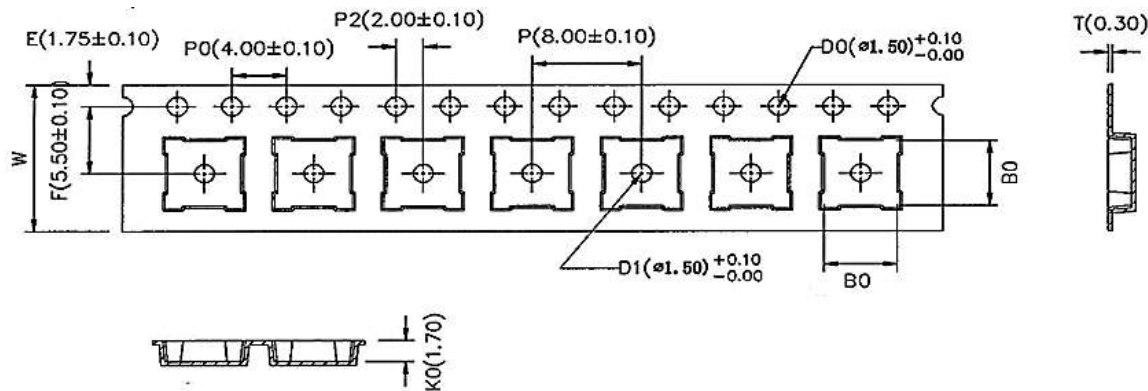 P2(2.00±0.10)
E(1.75±0.10)
P0(4.00±0.10)
P(8.00±0.10)
D0(ø1.50)+0.10
-0.00
T(0.30)
W
F(5.50±0.10)
B0
D1(ø1.50)+0.10
-0.00
B0
K0(1.70)